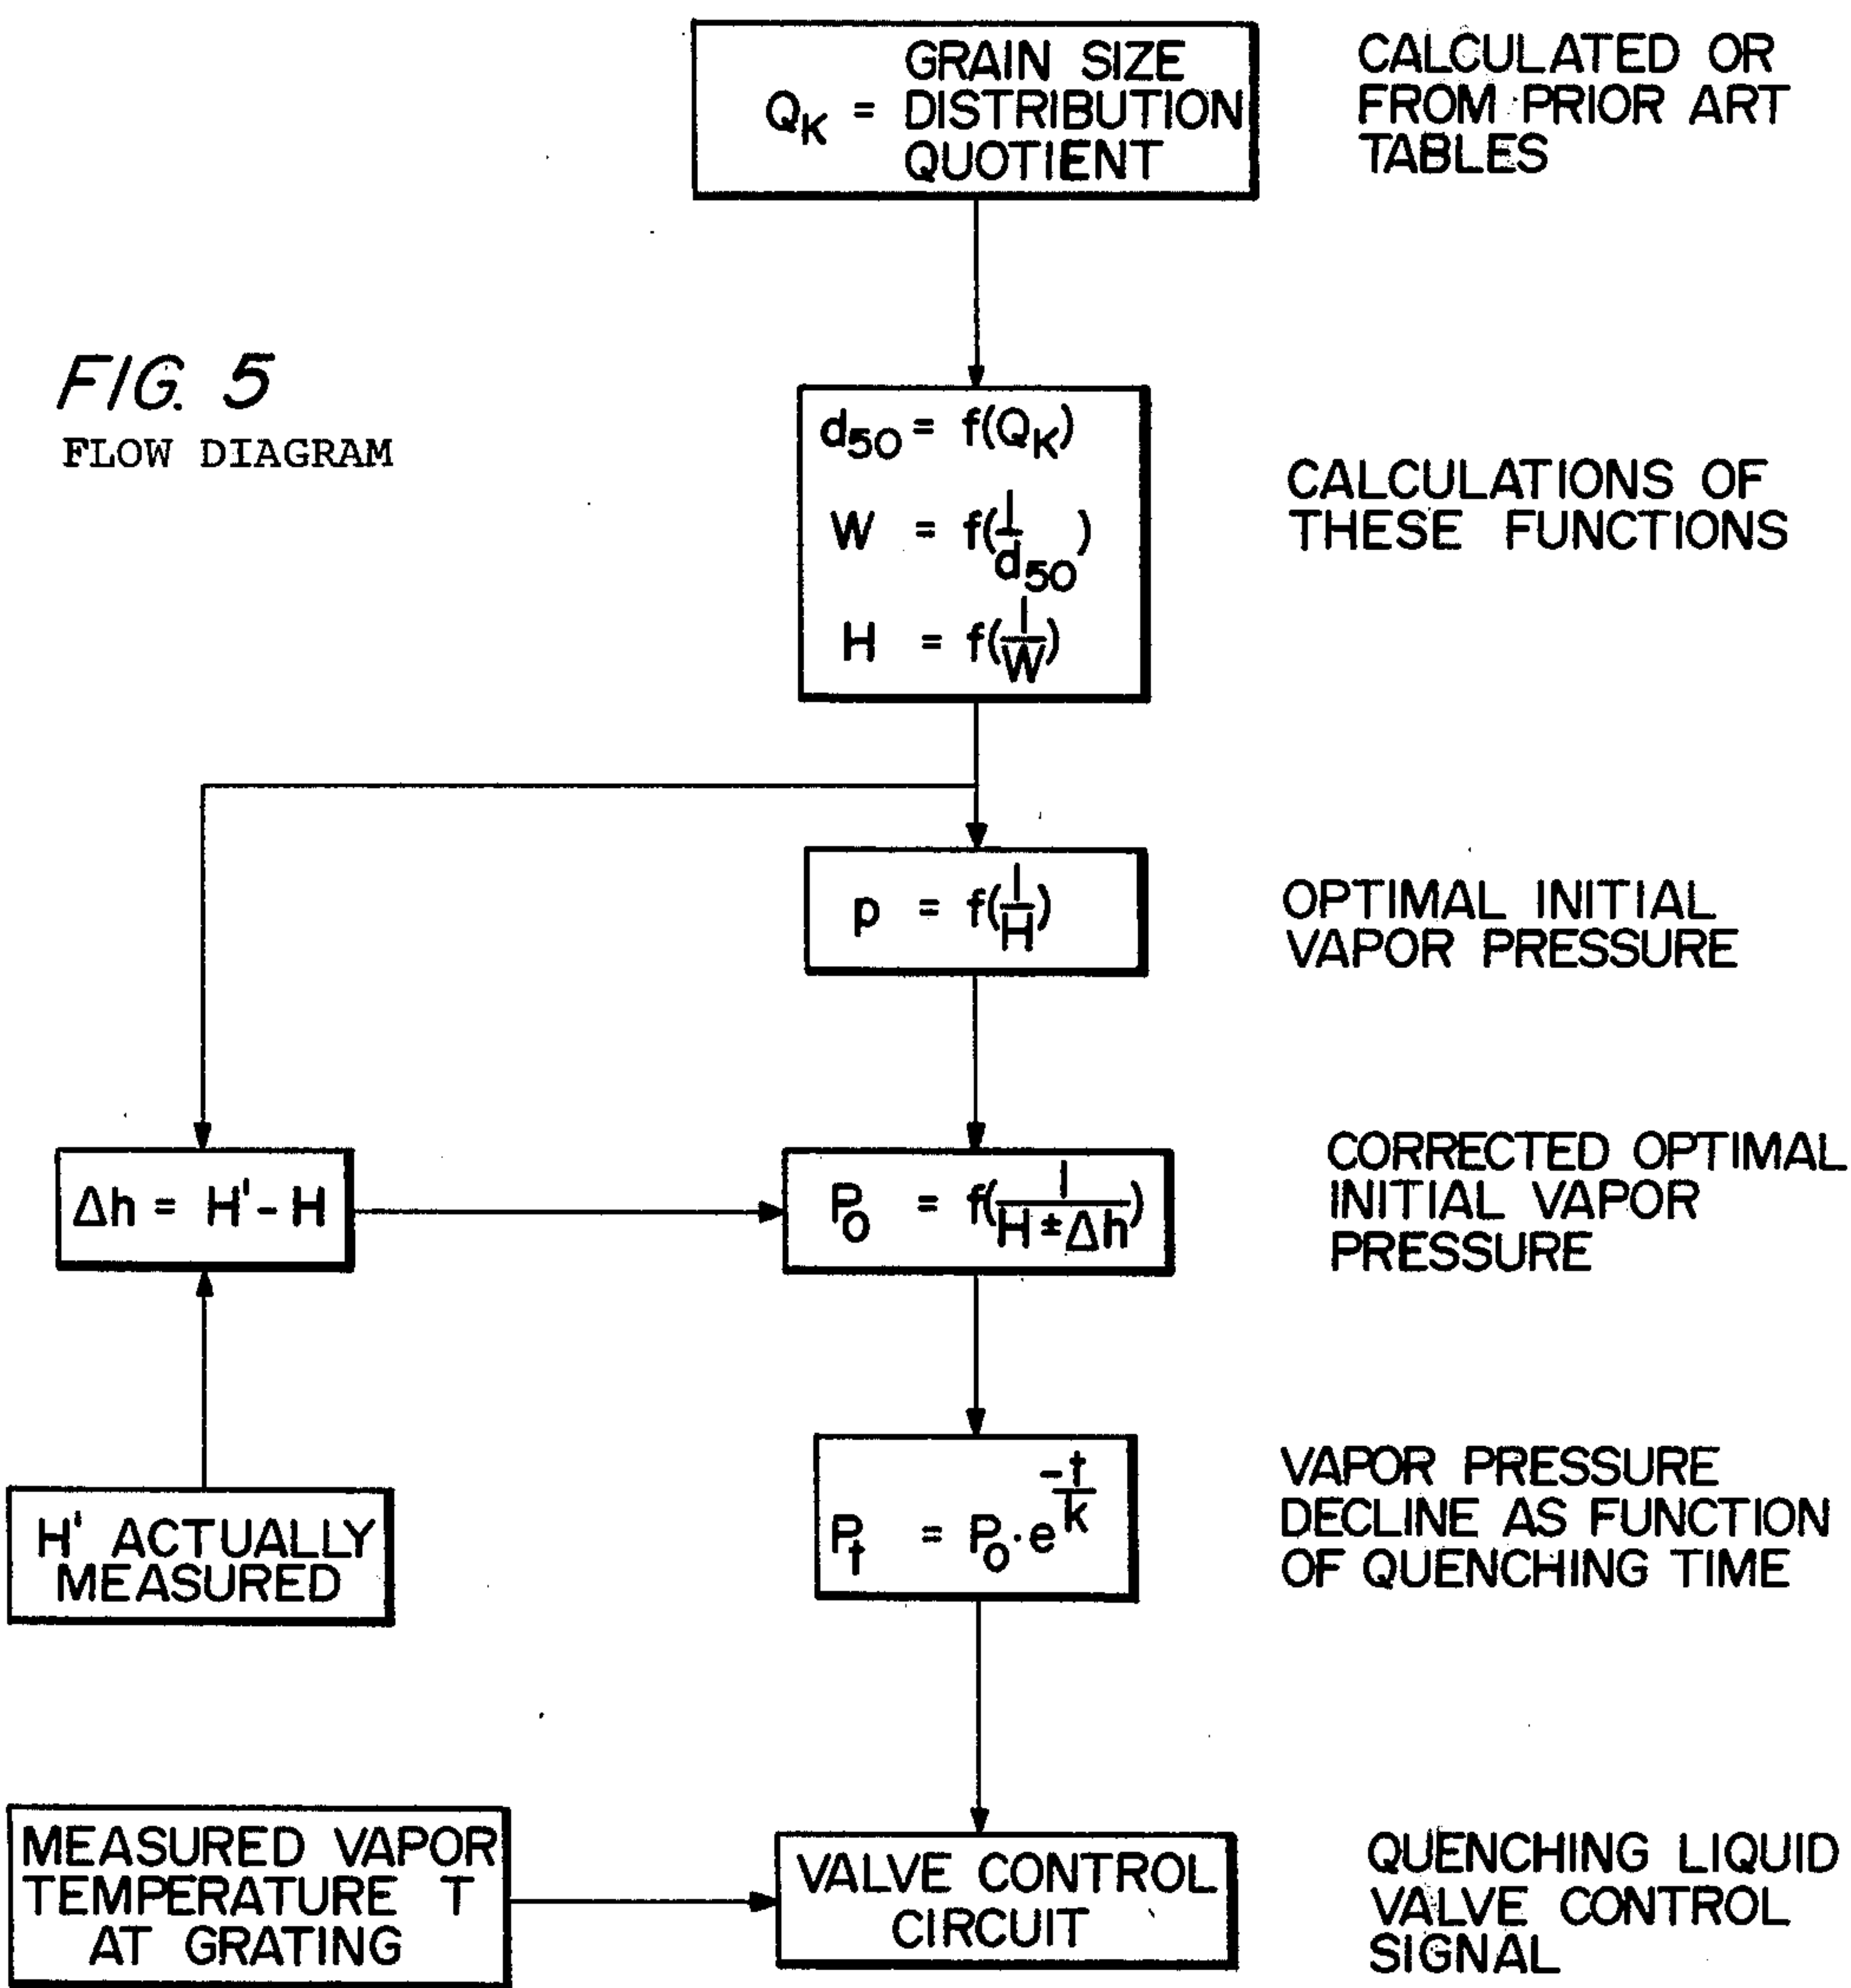 GRAIN SIZE
QK = DISTRIBUTION
QUOTIENT
CALCULATED OR
FROM PRIOR ART
TABLES
FIG. 5
FLOW DIAGRAM
d50 = f(QK)
W = f(1/d50)
H = f(1/W)
CALCULATIONS OF
THESE FUNCTIONS
p = f(1/H)
OPTIMAL INITIAL
VAPOR PRESSURE
Δh = H' - H
Po = f(1/(H ± Δh))
CORRECTED OPTIMAL
INITIAL VAPOR
PRESSURE
H' ACTUALLY
MEASURED
Pt = Po · e^(-t/k)
VAPOR PRESSURE
DECLINE AS FUNCTION
OF QUENCHING TIME
MEASURED VAPOR
TEMPERATURE T
AT GRATING
VALVE CONTROL
CIRCUIT
QUENCHING LIQUID
VALVE CONTROL
SIGNAL